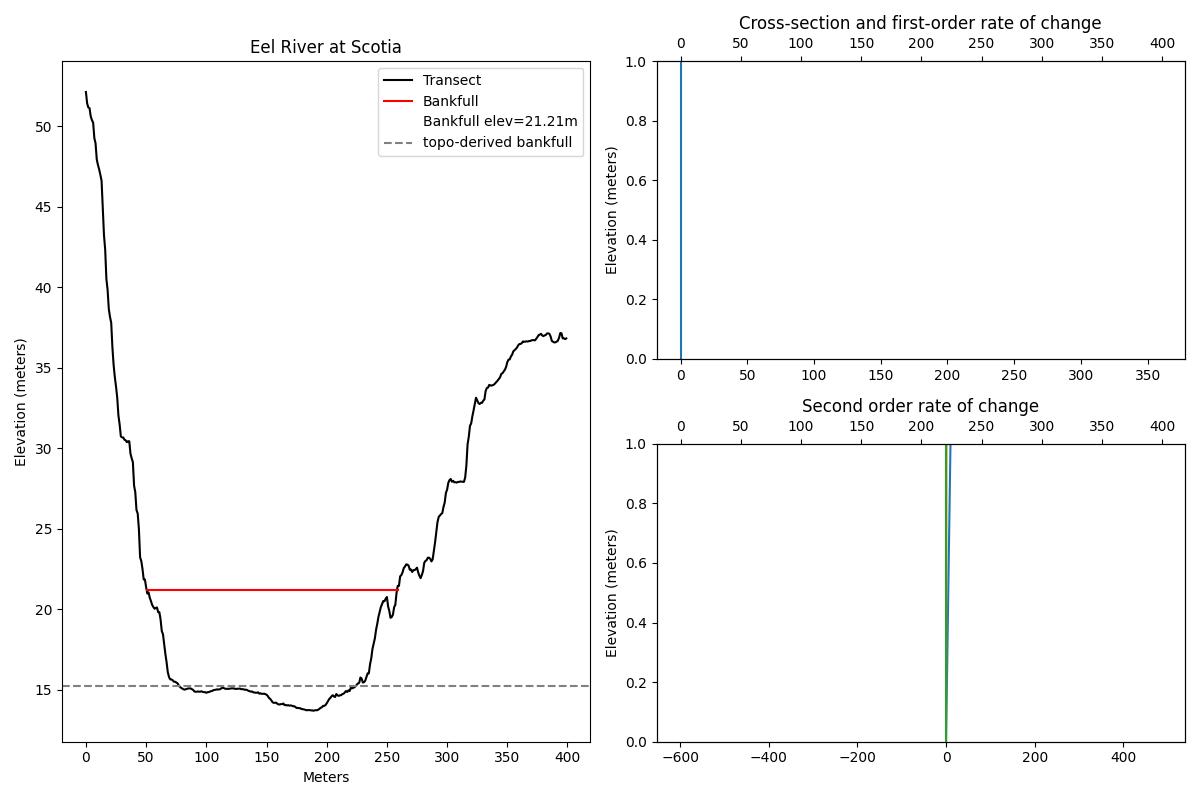 Eel River at Scotia
Transect
Bankfull
Bankfull elev=21.21m
topo-derived bankfull
50
45
40
35
30
25
20
15
Elevation (meters)
0 50 100 150 200 250 300 350 400
Meters
Cross-section and first-order rate of change
0 50 100 150 200 250 300 350 400
1.0
0.8
0.6
0.4
0.2
0.0
Elevation (meters)
0 50 100 150 200 250 300 350
Second order rate of change
0 50 100 150 200 220 250 300 350 400
1.0
0.8
0.6
0.4
0.2
0.0
Elevation (meters)
−600 −400 −200 0 200 400